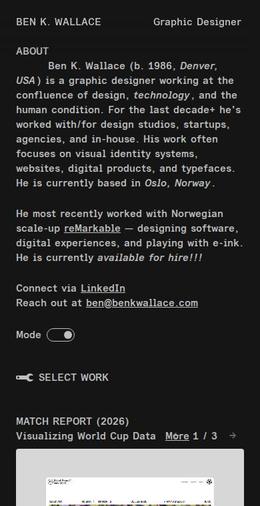 BEN K. WALLACE Graphic Designer
ABOUT
Ben K. Wallace (b. 1986, Denver,
USA) is a graphic designer working at the
confluence of design, technology, and the
human condition. For the last decade+ he's
worked with/for design studios, startups,
agencies, and in-house. His work often
focuses on visual identity systems,
websites, digital products, and typefaces.
He is currently based in Oslo, Norway.
He most recently worked with Norwegian
scale-up reMarkable — designing software,
digital experiences, and playing with e-ink.
He is currently available for hire!!!
Connect via LinkedIn
Reach out at ben@benkwallace.com
Mode
SELECT WORK
MATCH REPORT (2026)
Visualizing World Cup Data More 1 / 3 →